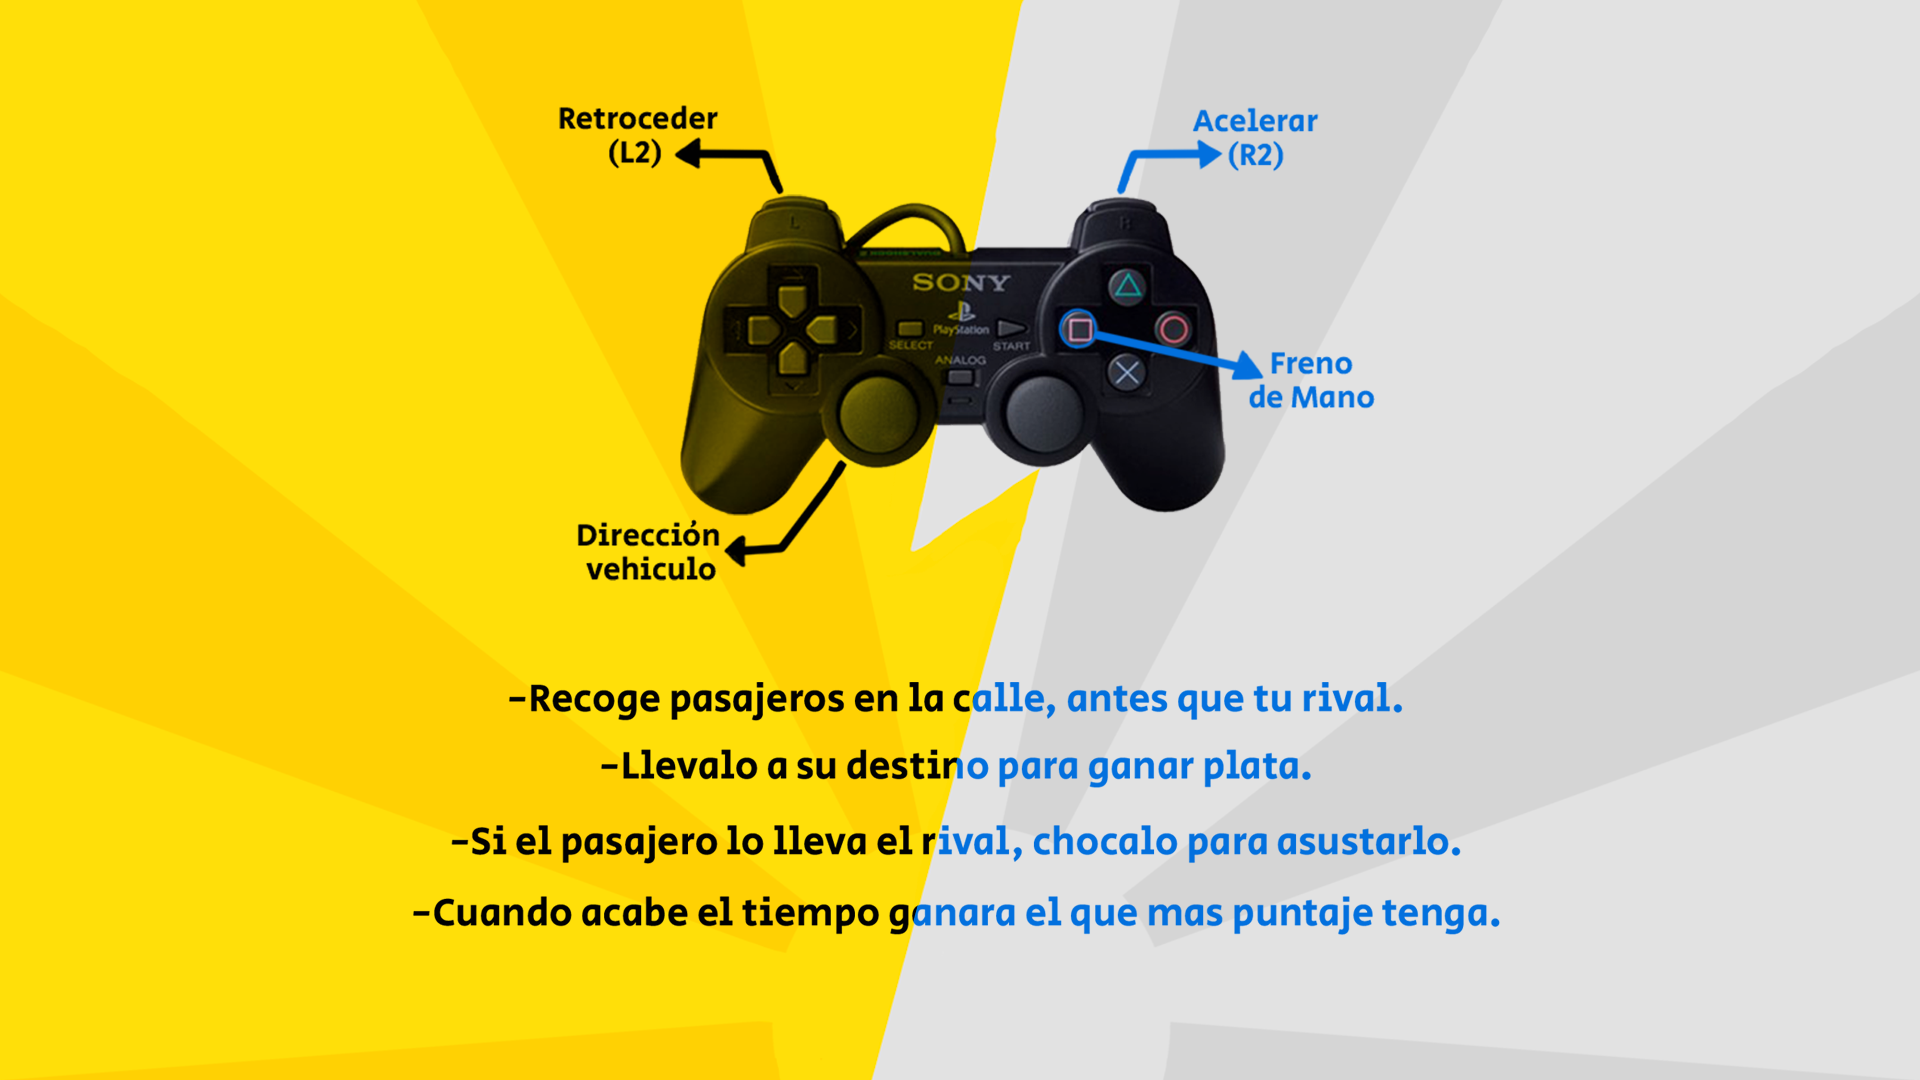 Retroceder
(L2)
Acelerar
(R2)
L
R
SONY
PlayStation
SELECT
START
ANALOG
Freno
de Mano
Dirección
vehiculo
-Recoge pasajeros en la calle, antes que tu rival.
-Llevalo a su destino para ganar plata.
-Si el pasajero lo lleva el rival, chocalo para asustarlo.
-Cuando acabe el tiempo ganara el que mas puntaje tenga.